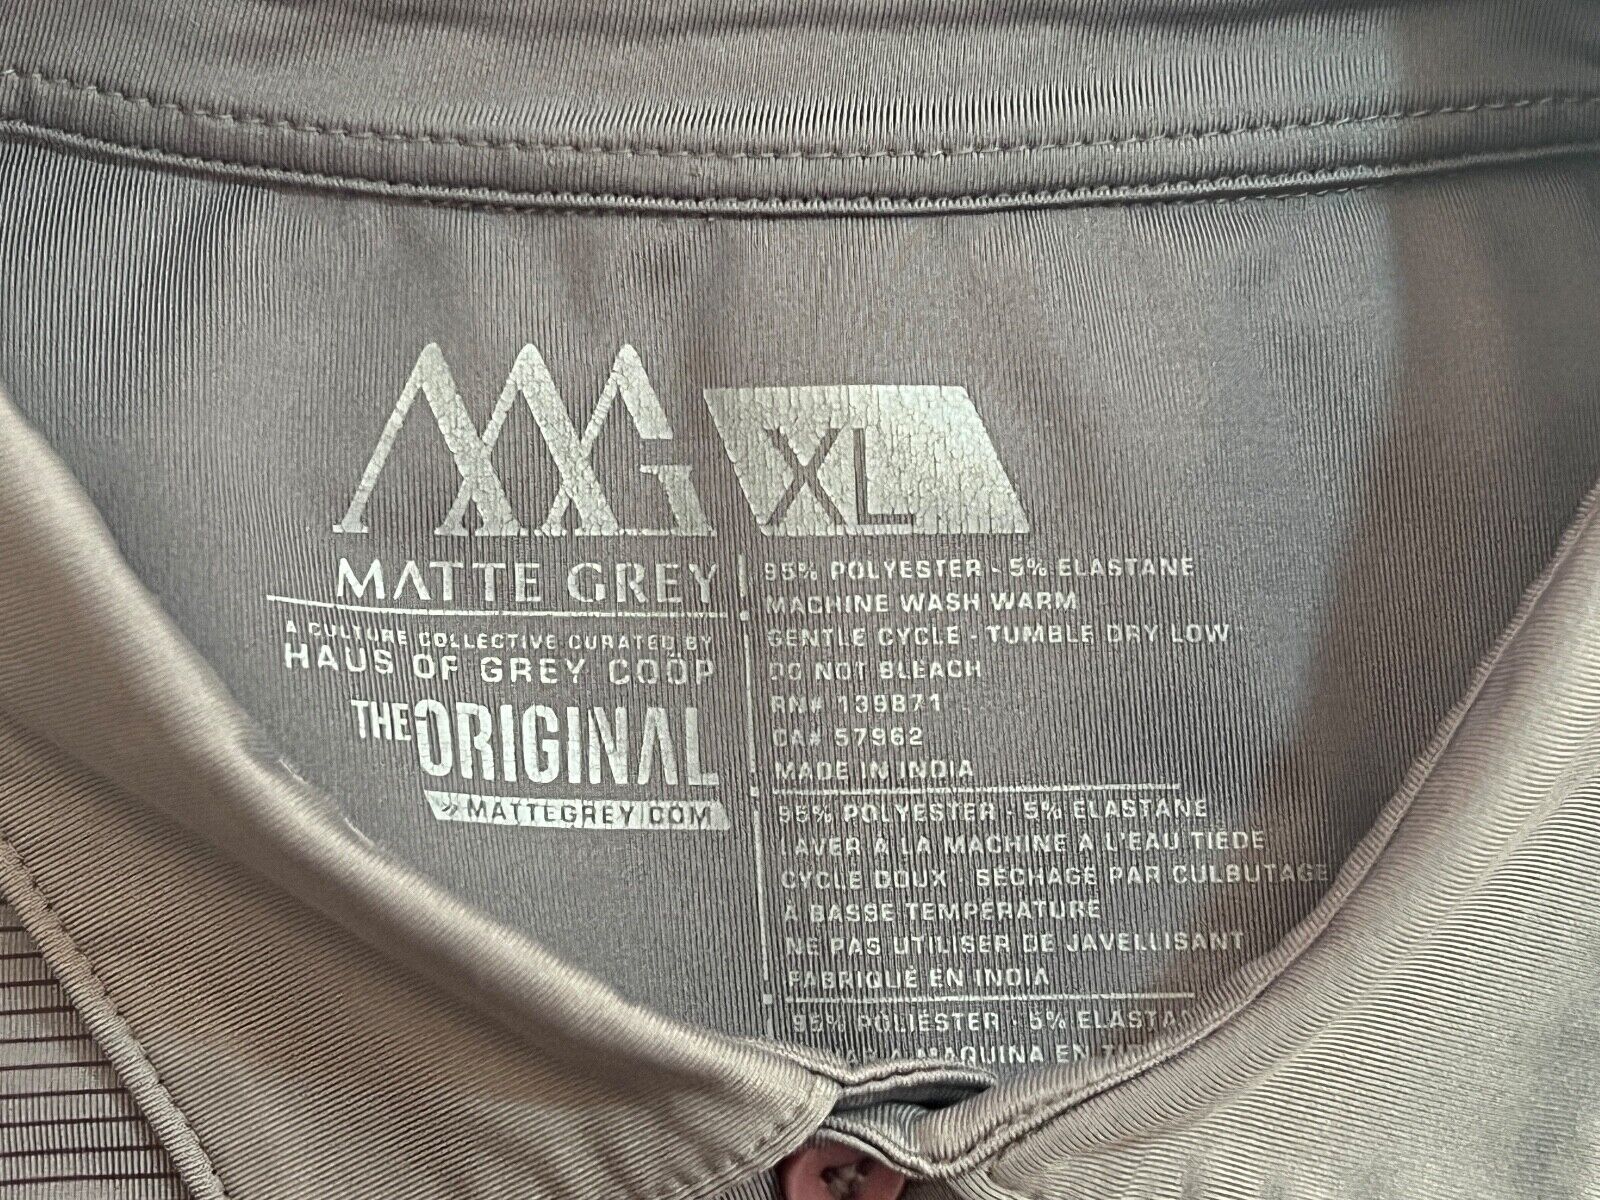 MG
XL
MATTE GREY
A CULTURE COLLECTIVE CURATED BY
HAUS OF GREY COÖP
THE ORIGINAL
» MATTEGREY.COM
95% POLYESTER - 5% ELASTANE
MACHINE WASH WARM
GENTLE CYCLE - TUMBLE DRY LOW
DO NOT BLEACH
RN# 139871
CA# 57962
MADE IN INDIA
95% POLYESTER - 5% ELASTANE
LAVER À LA MACHINE À L'EAU TIÈDE
CYCLE DOUX SÉCHAGE PAR CULBUTAGE
À BASSE TEMPÉRATURE
NE PAS UTILISER DE JAVELLISANT
FABRIQUÉ EN INDIA
95% POLIESTER - 5% ELASTA
A MAQUINA EN